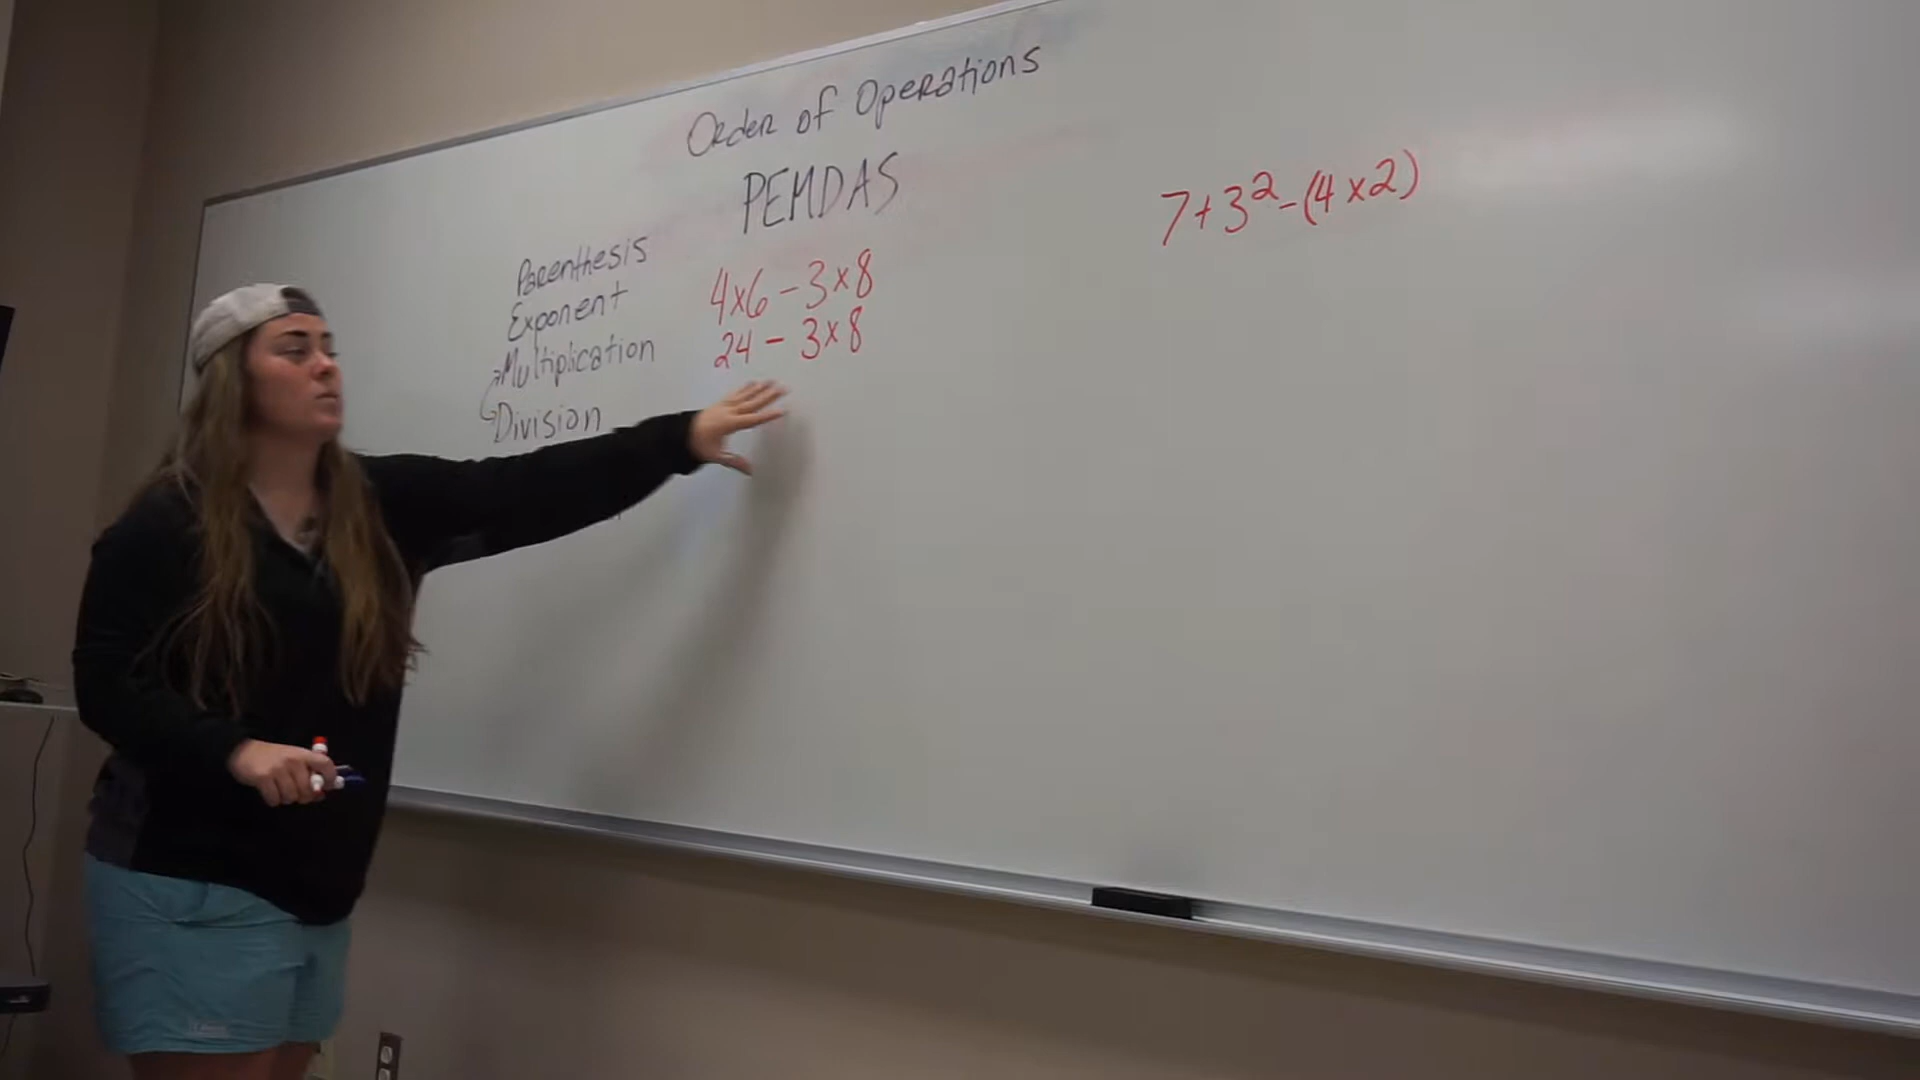 Order of Operations
PEMDAS
Parenthesis
Exponent
Multiplication
Division
4x6 - 3x8
24 - 3x8
7+3²-(4x2)